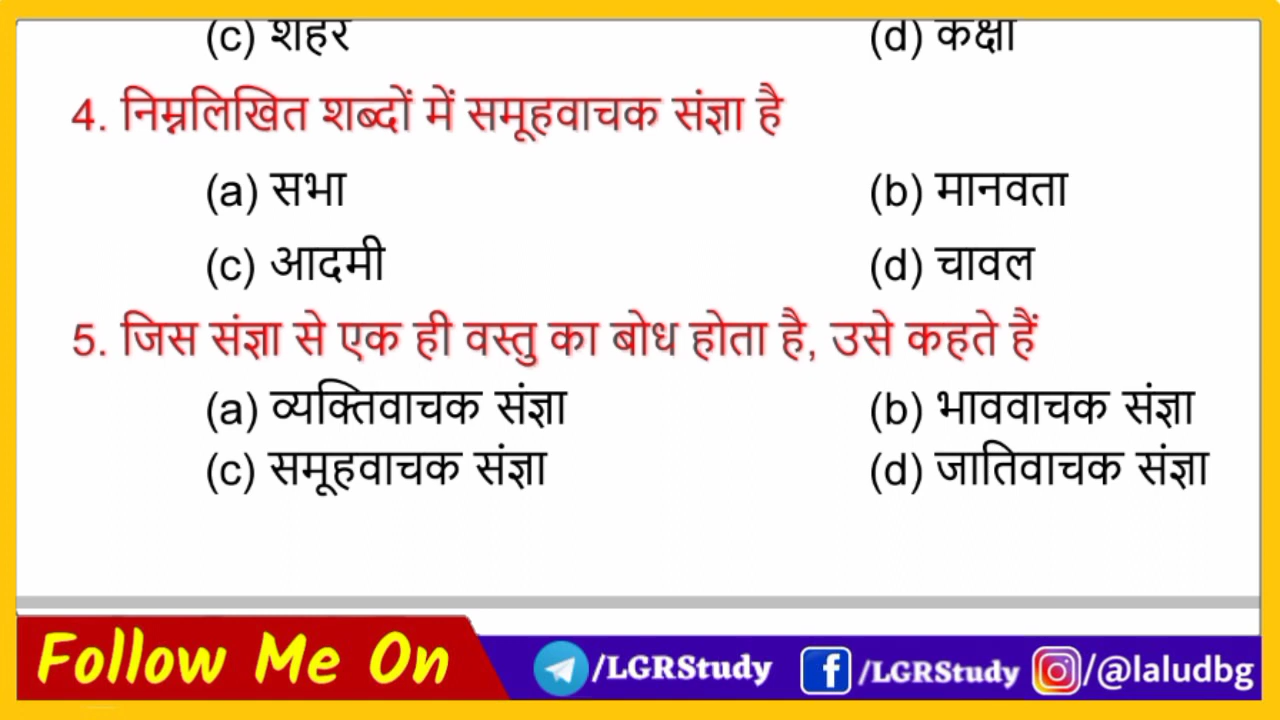 (c) शहर (d) कक्षा
4. निम्नलिखित शब्दों में समूहवाचक संज्ञा है
(a) सभा (b) मानवता
(c) आदमी (d) चावल
5. जिस संज्ञा से एक ही वस्तु का बोध होता है, उसे कहते हैं
(a) व्यक्तिवाचक संज्ञा (b) भाववाचक संज्ञा
(c) समूहवाचक संज्ञा (d) जातिवाचक संज्ञा
Follow Me On /LGRStudy /LGRStudy /@laludbg